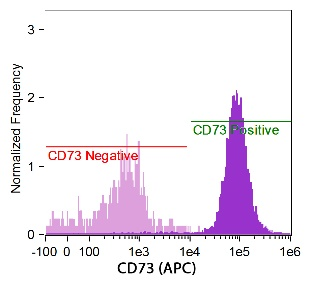 Normalized Frequency
3
2
1
0
CD73 Positive
CD73 Negative
-100 0 100 1e3 1e4 1e5 1e6
CD73 (APC)